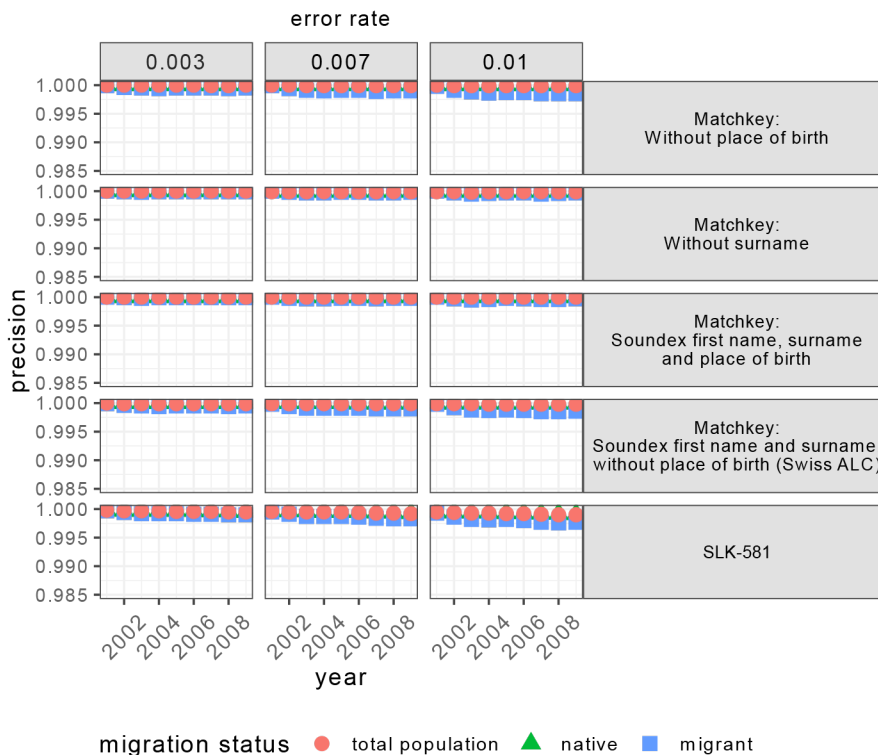 error rate
0.003 0.007 0.01
1.000
0.995
0.990
0.985
Matchkey:
Without place of birth
1.000
0.995
0.990
0.985
Matchkey:
Without surname
precision
1.000
0.995
0.990
0.985
Matchkey:
Soundex first name, surname
and place of birth
1.000
0.995
0.990
0.985
Matchkey:
Soundex first name and surname
without place of birth (Swiss ALC)
1.000
0.995
0.990
0.985
SLK-581
2002 2004 2006 2008 2002 2004 2006 2008 2002 2004 2006 2008
year
migration status total population native migrant